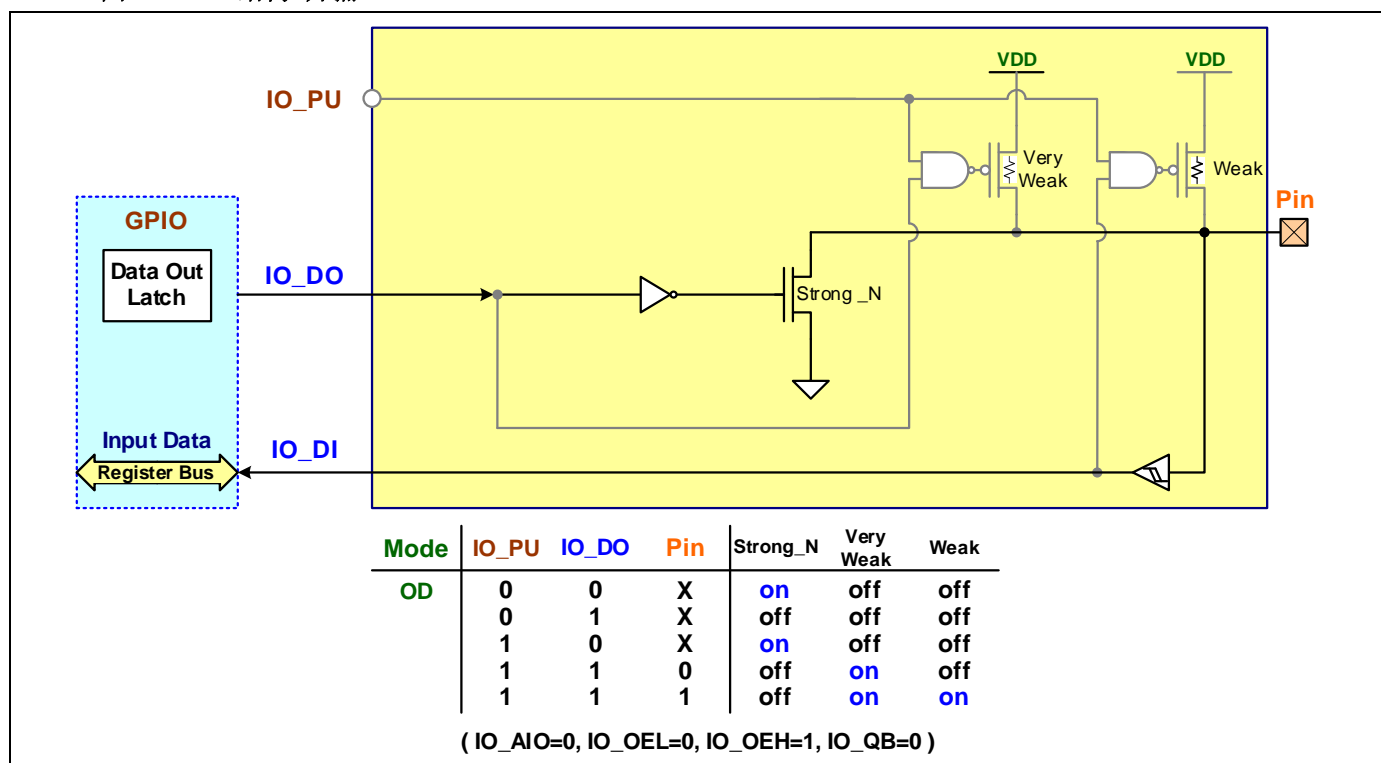 VDD VDD
IO_PU
Very
Weak
Weak
Pin
GPIO
Data Out
Latch
IO_DO
Strong _N
Input Data
Register Bus
IO_DI
Mode IO_PU IO_DO Pin Strong_N Very Weak Weak
OD 0 0 X on off off
0 1 X off off off
1 0 X on off off
1 1 0 off on off
1 1 1 off on on
( IO_AIO=0, IO_OEL=0, IO_OEH=1, IO_QB=0 )